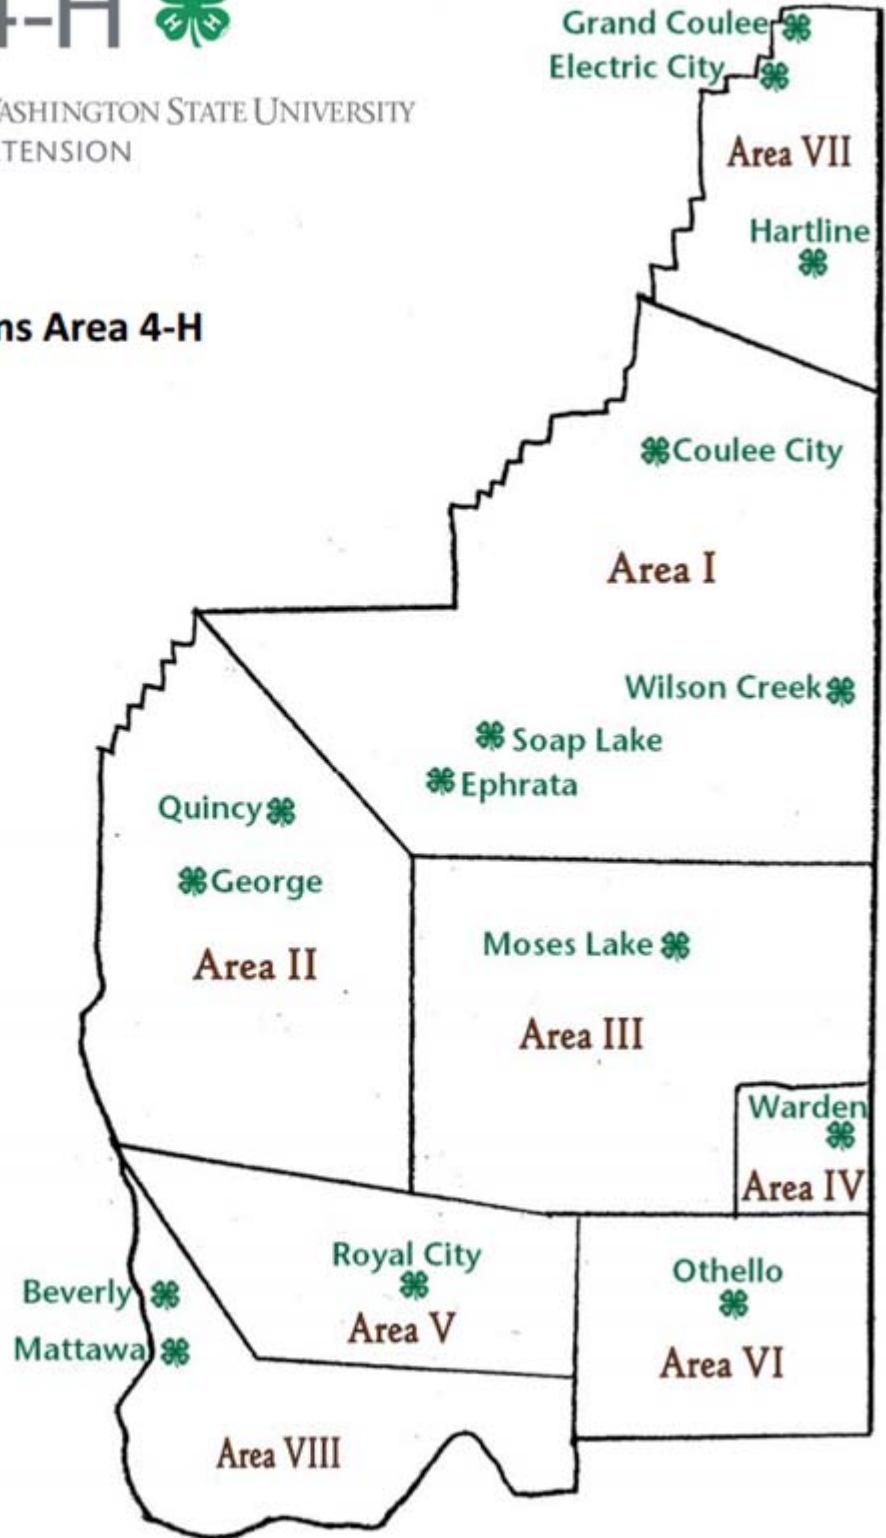 4-H
WASHINGTON STATE UNIVERSITY
TENSION
ms Area 4-H
Grand Coulee
Electric City
Area VII
Hartline
Coulee City
Area I
Wilson Creek
Soap Lake
Ephrata
Quincy
George
Area II
Moses Lake
Area III
Warden
Area IV
Royal City
Area V
Othello
Area VI
Beverly
Mattawa
Area VIII